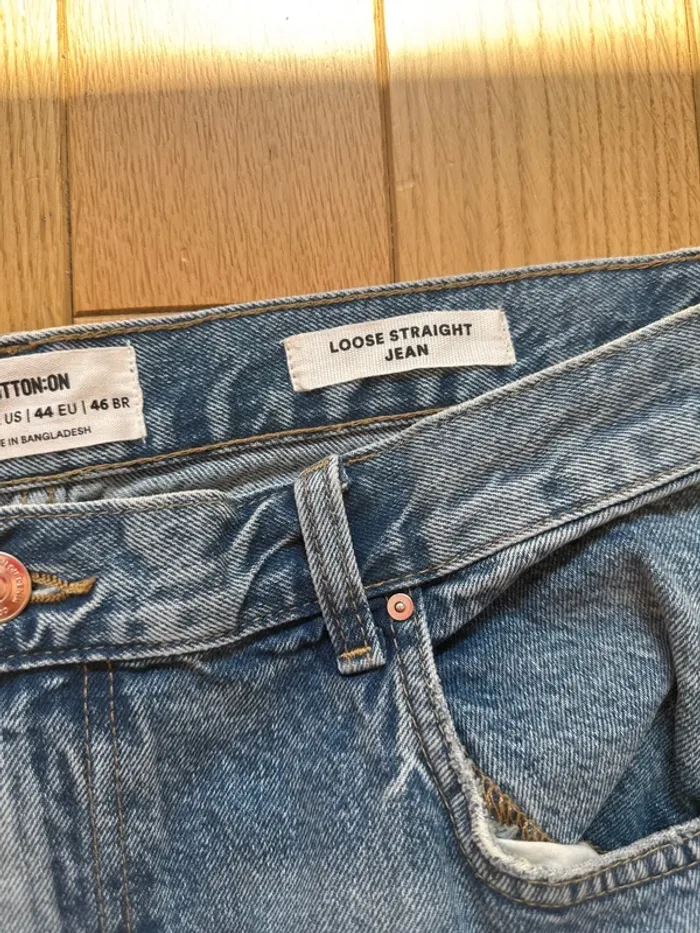 TTON:ON
US | 44 EU | 46 BR
E IN BANGLADESH
LOOSE STRAIGHT
JEAN